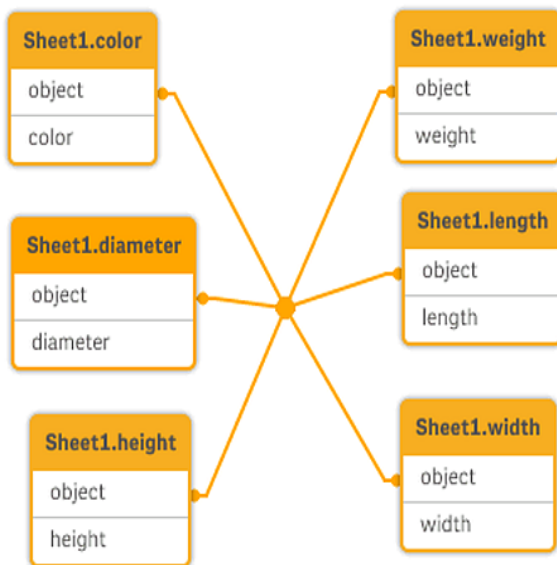 Sheet1.color
object
color
Sheet1.weight
object
weight
Sheet1.diameter
object
diameter
Sheet1.length
object
length
Sheet1.height
object
height
Sheet1.width
object
width